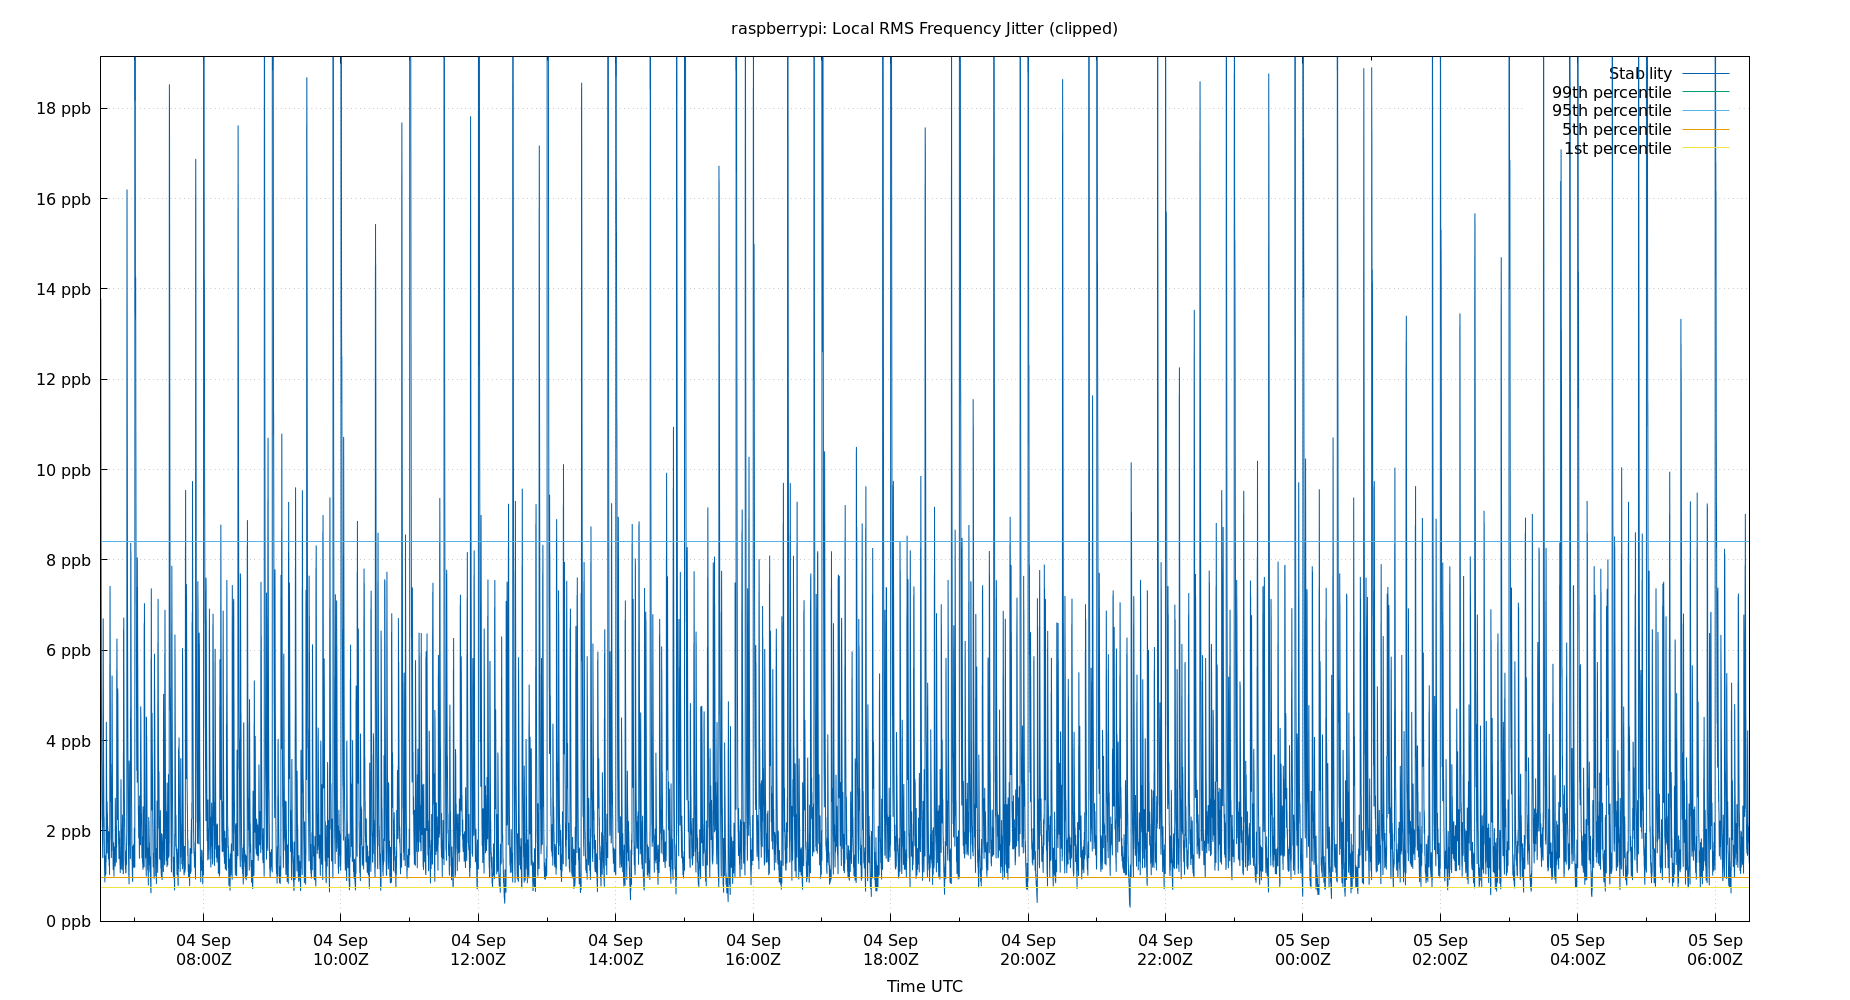 raspberrypi: Local RMS Frequency Jitter (clipped)
Stability
99th percentile
95th percentile
5th percentile
1st percentile
18 ppb
16 ppb
14 ppb
12 ppb
10 ppb
8 ppb
6 ppb
4 ppb
2 ppb
0 ppb
04 Sep 04 Sep 04 Sep 04 Sep 04 Sep 04 Sep 04 Sep 04 Sep 05 Sep 05 Sep 05 Sep 05 Sep
08:00Z 10:00Z 12:00Z 14:00Z 16:00Z 18:00Z 20:00Z 22:00Z 00:00Z 02:00Z 04:00Z 06:00Z
Time UTC